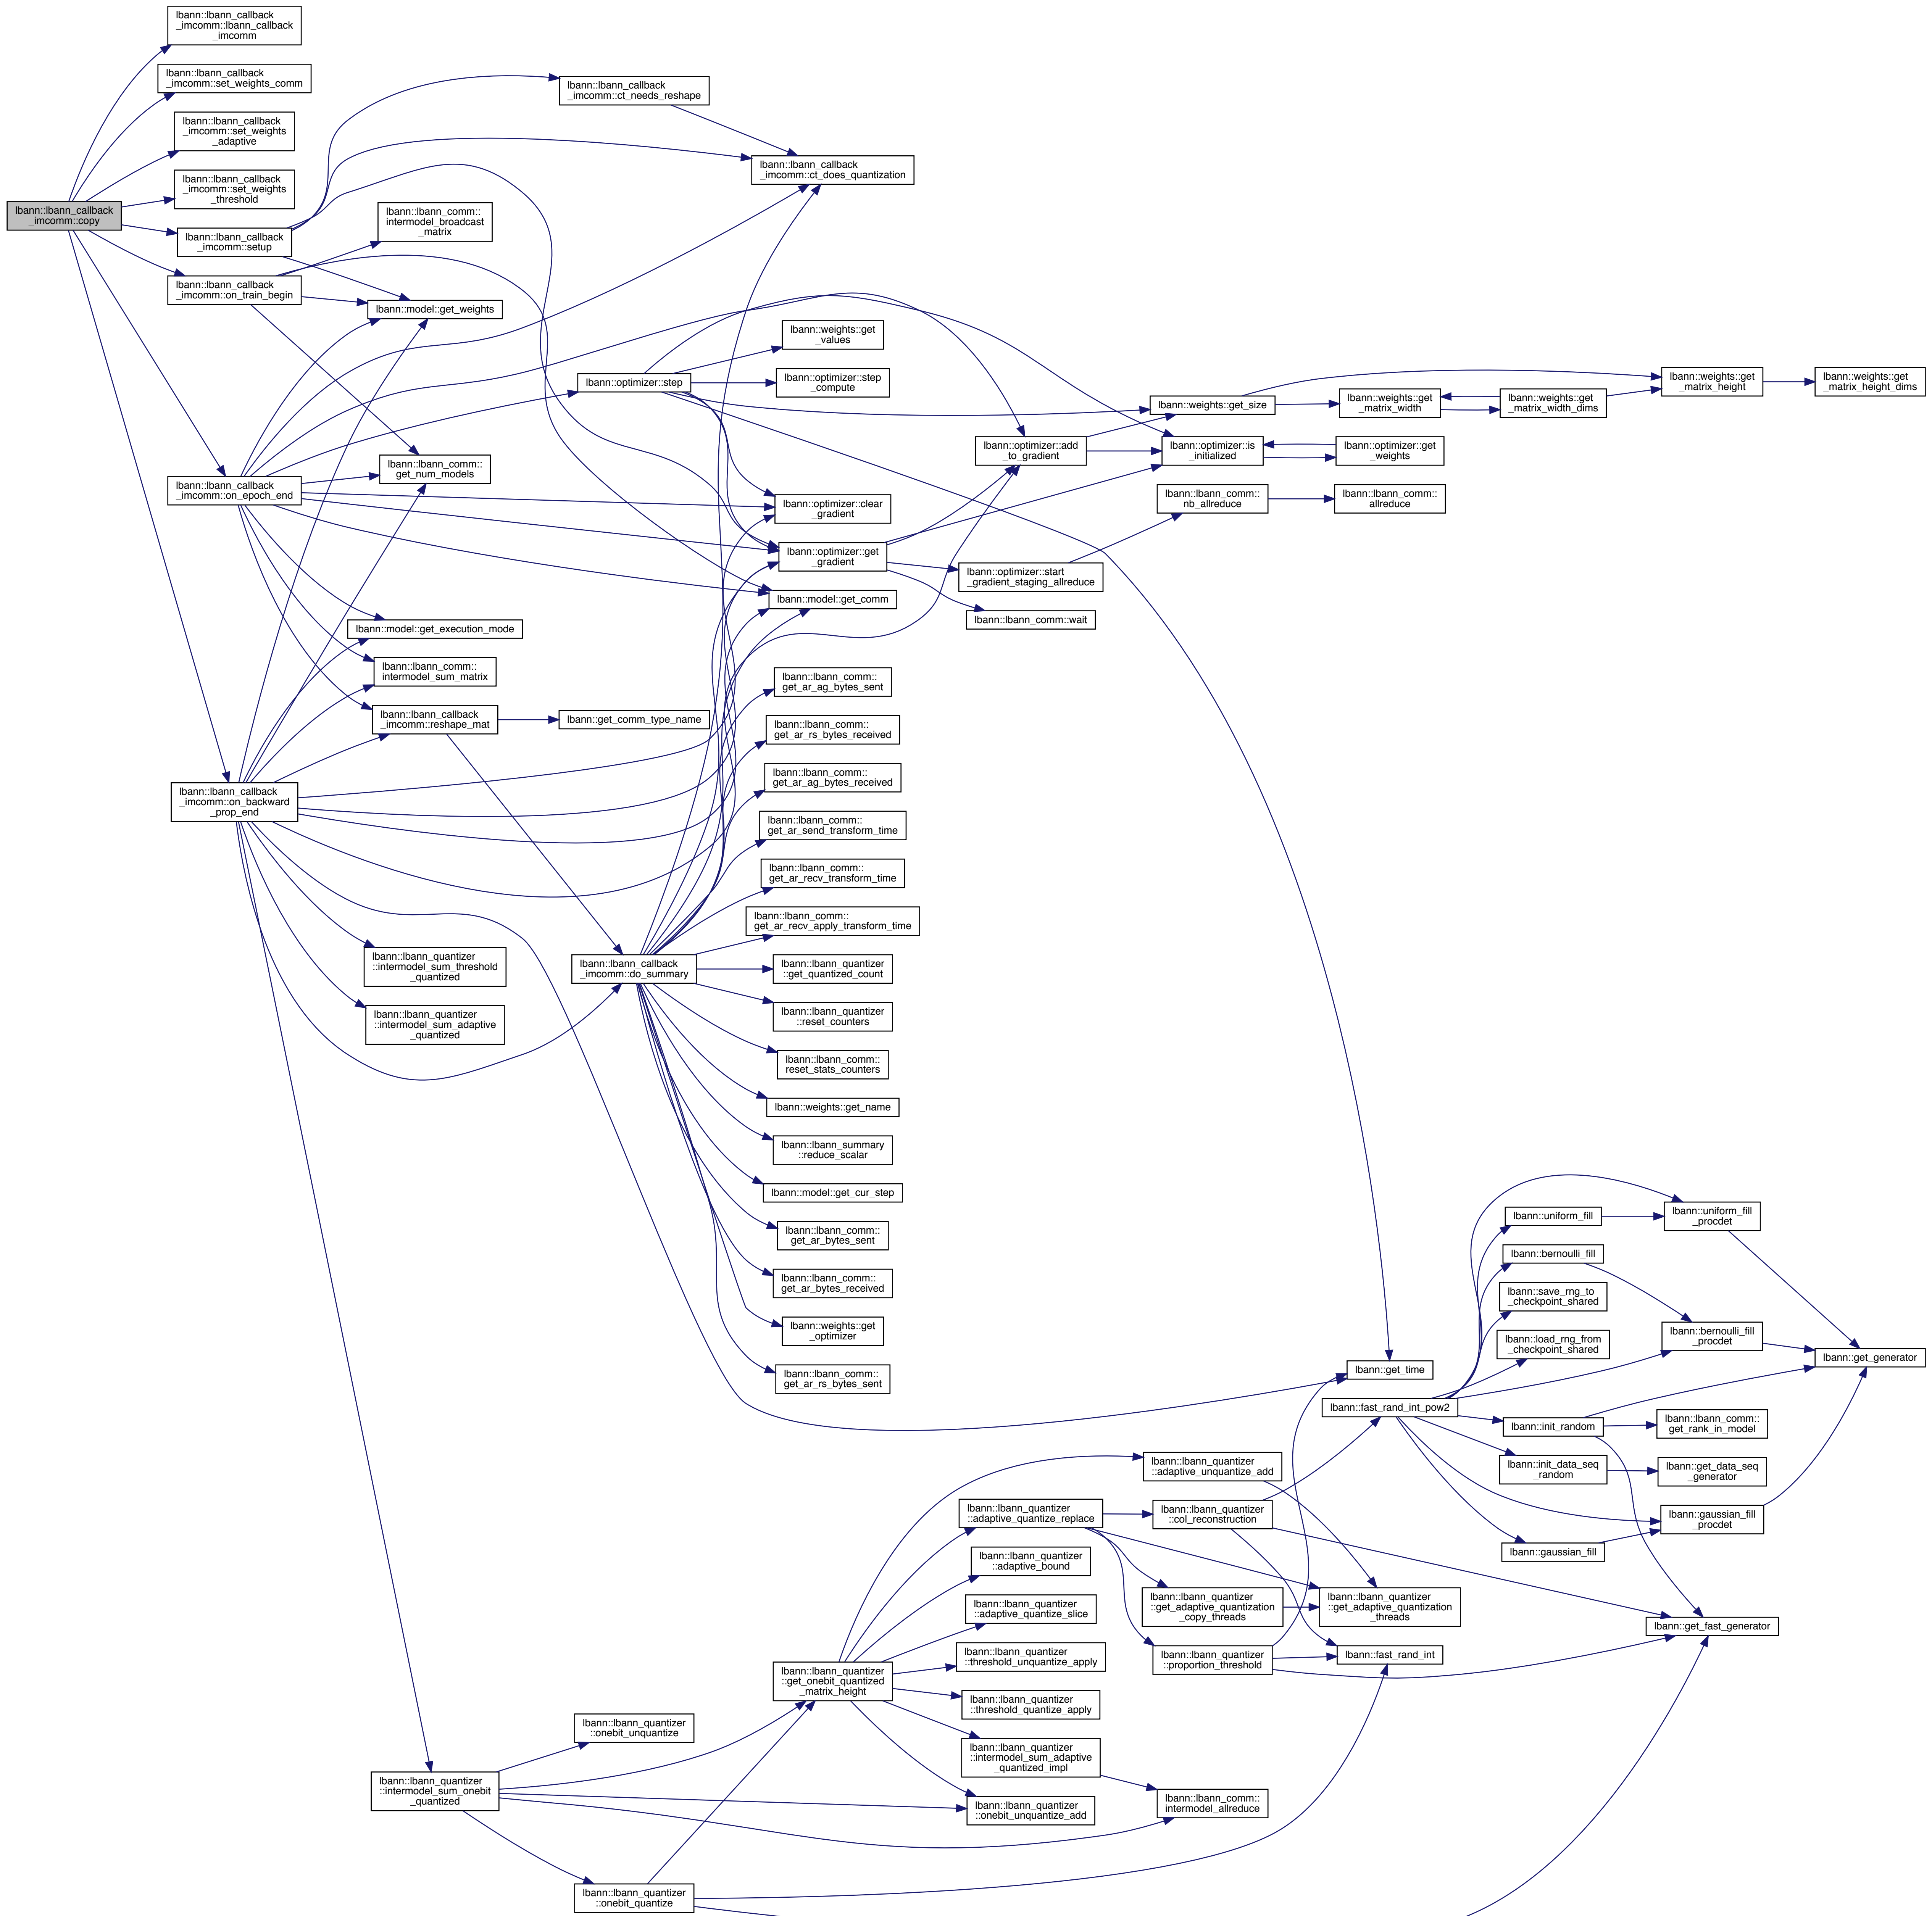 lbann::lbann_callback
_imcomm::copy
lbann::lbann_callback
_imcomm::lbann_callback
_imcomm
lbann::lbann_callback
_imcomm::set_weights_comm
lbann::lbann_callback
_imcomm::set_weights
_adaptive
lbann::lbann_callback
_imcomm::set_weights
_threshold
lbann::lbann_callback
_imcomm::setup
lbann::lbann_callback
_imcomm::on_train_begin
lbann::lbann_callback
_imcomm::on_epoch_end
lbann::lbann_callback
_imcomm::on_backward
_prop_end
lbann::lbann_comm::
intermodel_broadcast
_matrix
lbann::model::get_weights
lbann::lbann_comm::
get_num_models
lbann::model::get_execution_mode
lbann::lbann_comm::
intermodel_sum_matrix
lbann::lbann_callback
_imcomm::reshape_mat
lbann::lbann_quantizer
::intermodel_sum_threshold
_quantized
lbann::lbann_quantizer
::intermodel_sum_adaptive
_quantized
lbann::lbann_quantizer
::intermodel_sum_onebit
_quantized
lbann::lbann_callback
_imcomm::ct_needs_reshape
lbann::optimizer::step
lbann::get_comm_type_name
lbann::lbann_callback
_imcomm::do_summary
lbann::lbann_quantizer
::onebit_unquantize
lbann::lbann_quantizer
::onebit_quantize
lbann::lbann_callback
_imcomm::ct_does_quantization
lbann::weights::get
_values
lbann::optimizer::step
_compute
lbann::optimizer::clear
_gradient
lbann::optimizer::get
_gradient
lbann::model::get_comm
lbann::lbann_comm::
get_ar_ag_bytes_sent
lbann::lbann_comm::
get_ar_rs_bytes_received
lbann::lbann_comm::
get_ar_ag_bytes_received
lbann::lbann_comm::
get_ar_send_transform_time
lbann::lbann_comm::
get_ar_recv_transform_time
lbann::lbann_comm::
get_ar_recv_apply_transform_time
lbann::lbann_quantizer
::get_quantized_count
lbann::lbann_quantizer
::reset_counters
lbann::lbann_comm::
reset_stats_counters
lbann::weights::get_name
lbann::lbann_summary
::reduce_scalar
lbann::model::get_cur_step
lbann::lbann_comm::
get_ar_bytes_sent
lbann::lbann_comm::
get_ar_bytes_received
lbann::weights::get
_optimizer
lbann::lbann_comm::
get_ar_rs_bytes_sent
lbann::lbann_quantizer
::get_onebit_quantized
_matrix_height
lbann::optimizer::add
_to_gradient
lbann::optimizer::start
_gradient_staging_allreduce
lbann::lbann_comm::wait
lbann::lbann_quantizer
::adaptive_quantize_replace
lbann::lbann_quantizer
::adaptive_bound
lbann::lbann_quantizer
::adaptive_quantize_slice
lbann::lbann_quantizer
::threshold_unquantize_apply
lbann::lbann_quantizer
::threshold_quantize_apply
lbann::lbann_quantizer
::intermodel_sum_adaptive
_quantized_impl
lbann::lbann_quantizer
::onebit_unquantize_add
lbann::weights::get_size
lbann::optimizer::is
_initialized
lbann::lbann_comm::
nb_allreduce
lbann::lbann_quantizer
::adaptive_unquantize_add
lbann::lbann_quantizer
::col_reconstruction
lbann::lbann_quantizer
::get_adaptive_quantization
_copy_threads
lbann::lbann_quantizer
::proportion_threshold
lbann::lbann_comm::
intermodel_allreduce
lbann::weights::get
_matrix_width
lbann::optimizer::get
_weights
lbann::lbann_comm::
allreduce
lbann::get_time
lbann::fast_rand_int_pow2
lbann::lbann_quantizer
::get_adaptive_quantization
_threads
lbann::fast_rand_int
lbann::weights::get
_matrix_width_dims
lbann::uniform_fill
lbann::bernoulli_fill
lbann::save_rng_to
_checkpoint_shared
lbann::load_rng_from
_checkpoint_shared
lbann::init_random
lbann::init_data_seq
_random
lbann::gaussian_fill
lbann::weights::get
_matrix_height
lbann::uniform_fill
_procdet
lbann::bernoulli_fill
_procdet
lbann::lbann_comm::
get_rank_in_model
lbann::get_data_seq
_generator
lbann::gaussian_fill
_procdet
lbann::get_fast_generator
lbann::weights::get
_matrix_height_dims
lbann::get_generator